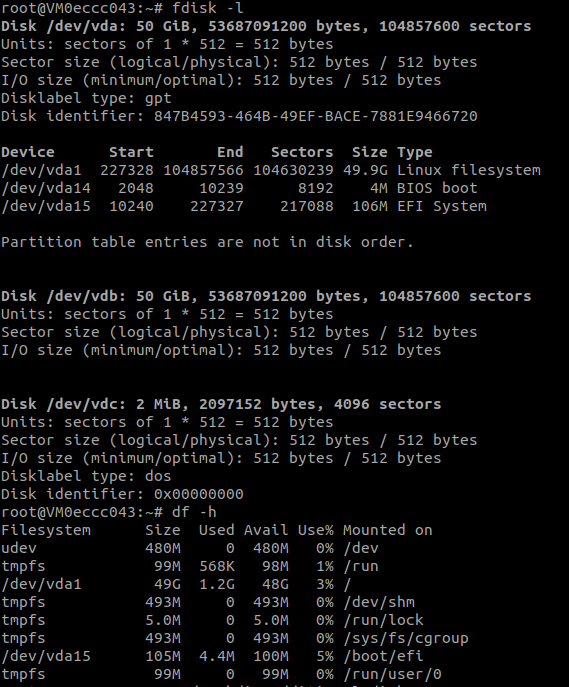 root@VM0eccc043:~# fdisk -l
Disk /dev/vda: 50 GiB, 53687091200 bytes, 104857600 sectors
Units: sectors of 1 * 512 = 512 bytes
Sector size (logical/physical): 512 bytes / 512 bytes
I/O size (minimum/optimal): 512 bytes / 512 bytes
Disklabel type: gpt
Disk identifier: 847B4593-464B-49EF-BACE-7881E9466720
Device Start End Sectors Size Type
/dev/vda1 227328 104857566 104630239 49.9G Linux filesystem
/dev/vda14 2048 10239 8192 4M BIOS boot
/dev/vda15 10240 227327 217088 106M EFI System
Partition table entries are not in disk order.
Disk /dev/vdb: 50 GiB, 53687091200 bytes, 104857600 sectors
Units: sectors of 1 * 512 = 512 bytes
Sector size (logical/physical): 512 bytes / 512 bytes
I/O size (minimum/optimal): 512 bytes / 512 bytes
Disk /dev/vdc: 2 MiB, 2097152 bytes, 4096 sectors
Units: sectors of 1 * 512 = 512 bytes
Sector size (logical/physical): 512 bytes / 512 bytes
I/O size (minimum/optimal): 512 bytes / 512 bytes
Disklabel type: dos
Disk identifier: 0x00000000
root@VM0eccc043:~# df -h
Filesystem Size Used Avail Use% Mounted on
udev 480M 0 480M 0% /dev
tmpfs 99M 568K 98M 1% /run
/dev/vda1 49G 1.2G 48G 3% /
tmpfs 493M 0 493M 0% /dev/shm
tmpfs 5.0M 0 5.0M 0% /run/lock
tmpfs 493M 0 493M 0% /sys/fs/cgroup
/dev/vda15 105M 4.4M 100M 5% /boot/efi
tmpfs 99M 0 99M 0% /run/user/0